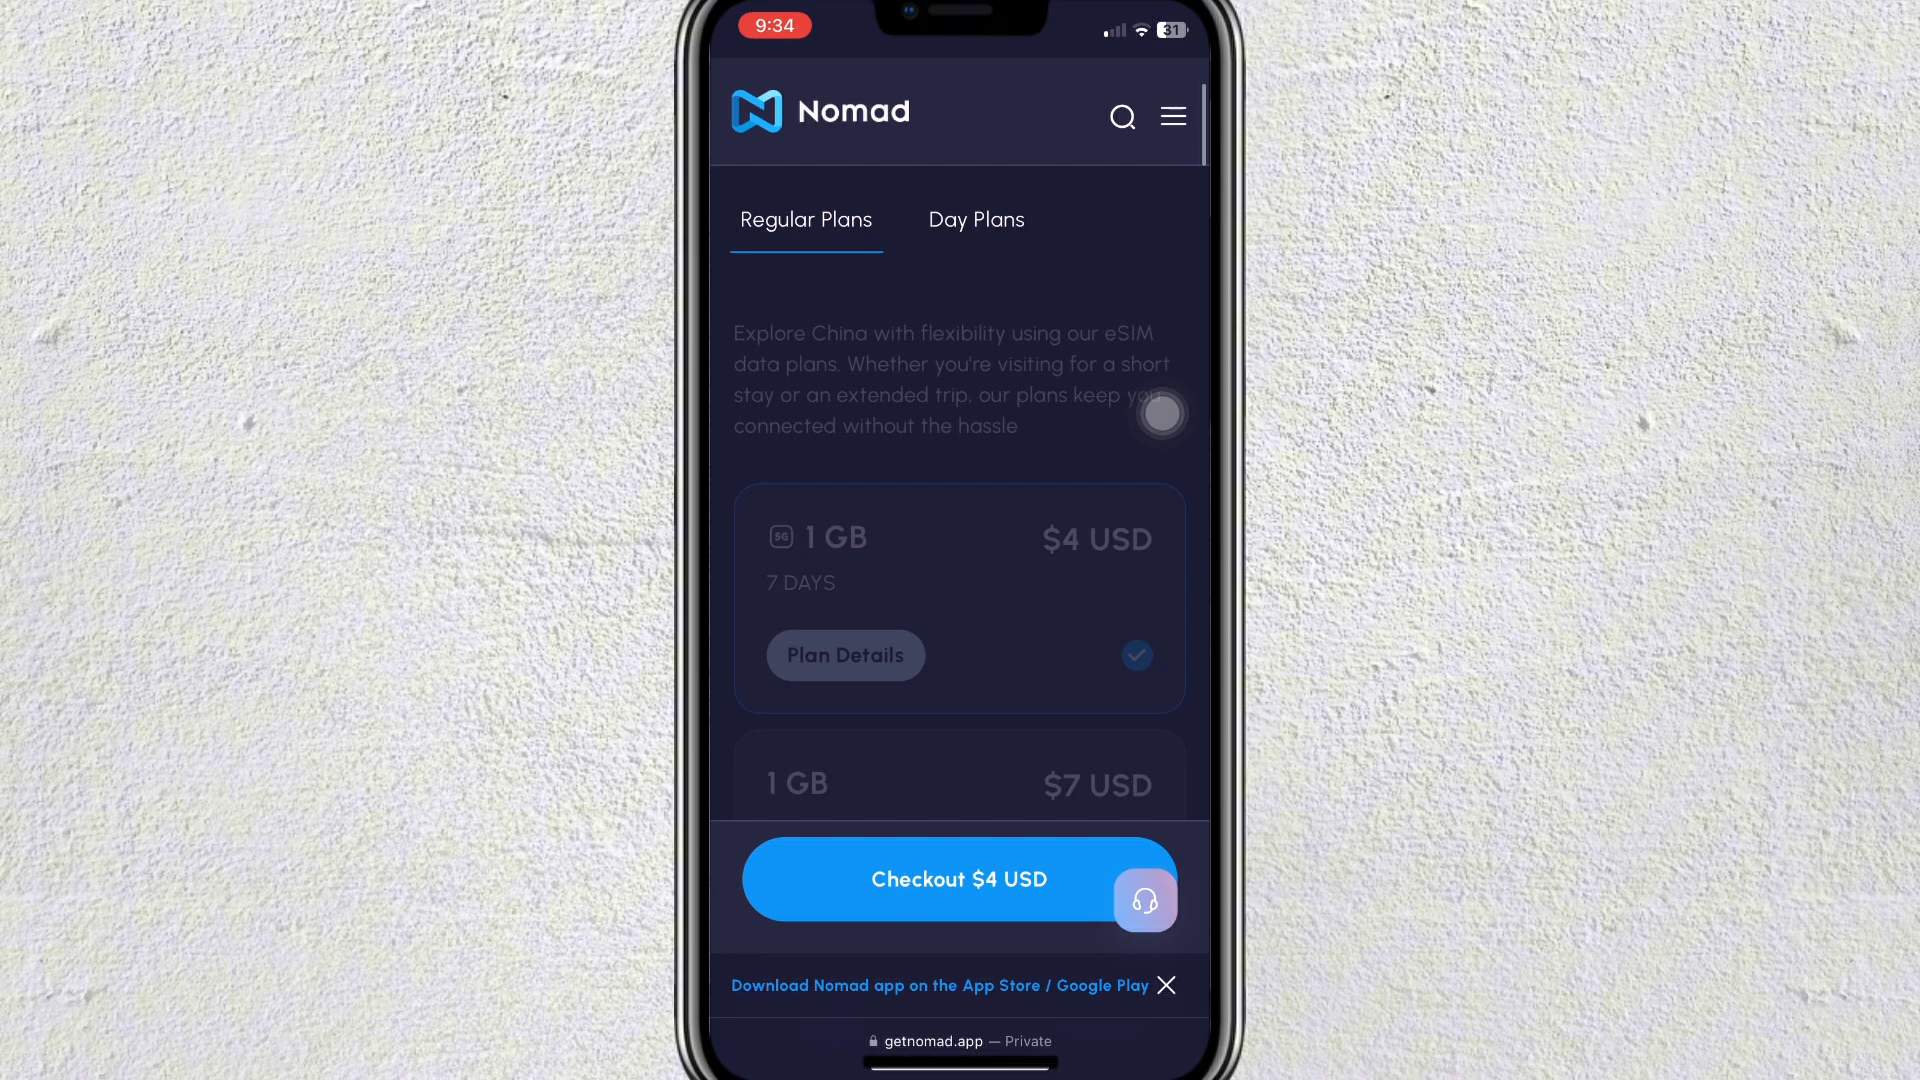 9:34
31
Nomad
Regular Plans
Day Plans
Explore China with flexibility using our eSIM
data plans. Whether you're visiting for a short
stay or an extended trip, our plans keep you
connected without the hassle
5G 1 GB
$4 USD
7 DAYS
Plan Details
1 GB
$7 USD
Checkout $4 USD
Download Nomad app on the App Store / Google Play
getnomad.app — Private